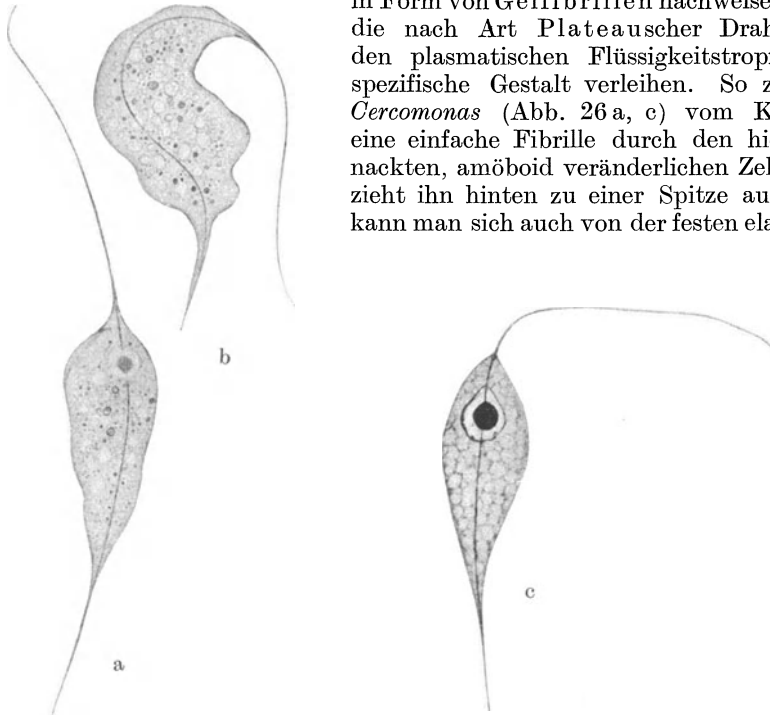 in Form von Gelfibrillen nachweise
die nach Art Plateauscher Drah
den plasmatischen Flüssigkeitstrop
spezifische Gestalt verleihen. So z
Cercomonas (Abb. 26 a, c) vom K
eine einfache Fibrille durch den hi
nackten, amöboid veränderlichen Zel
zieht ihn hinten zu einer Spitze au
kann man sich auch von der festen ela
b
c
a